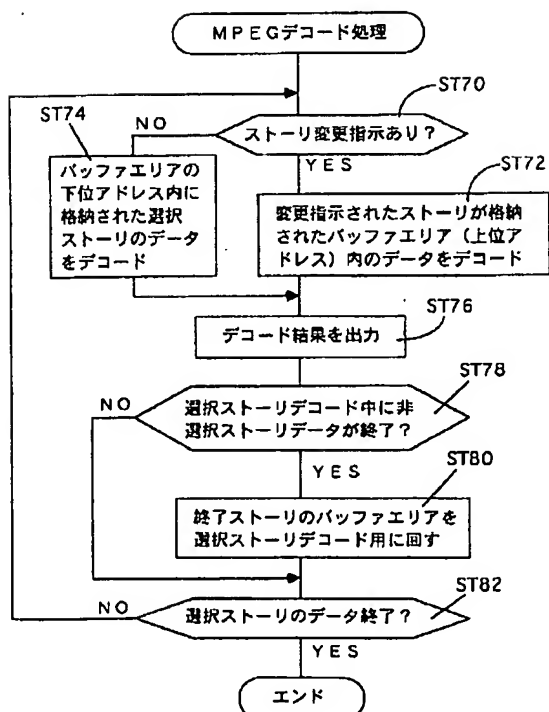 MPEGデコード処理
ST70
ストーリ変更指示あり?
NO
YES
ST74
バッファエリアの
下位アドレス内に
格納された選択
ストーリのデータ
をデコード
ST72
変更指示されたストーリが格納
されたバッファエリア(上位ア
ドレス)内のデータをデコード
ST76
デコード結果を出力
ST78
選択ストーリデコード中に非
選択ストーリデータが終了?
NO
YES
ST80
終了ストーリのバッファエリアを
選択ストーリデコード用に回す
ST82
選択ストーリのデータ終了?
NO
YES
エンド